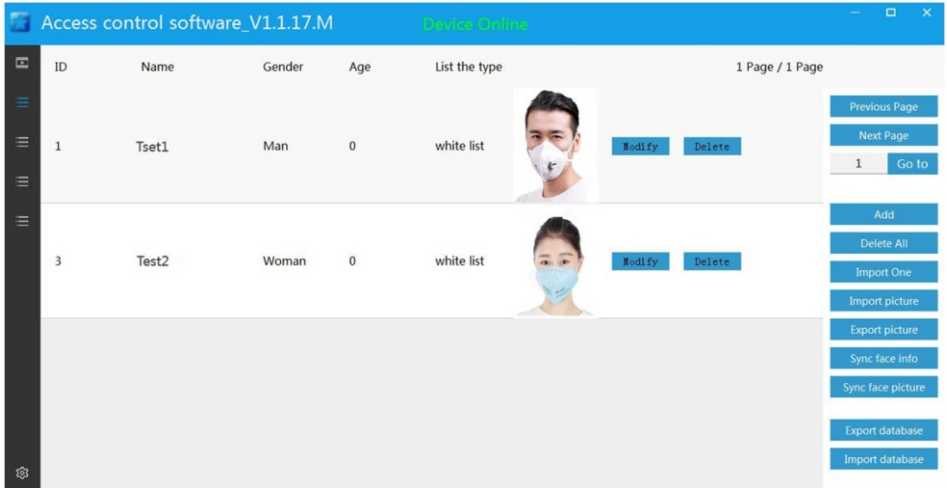 Access control software_V1.1.17.M
Device Online
ID Name Gender Age List the type 1 Page / 1 Page
1 Tset1 Man 0 white list Modify Delete
3 Test2 Woman 0 white list Modify Delete
Previous Page
Next Page
1 Go to
Add
Delete All
Import One
Import picture
Export picture
Sync face info
Sync face picture
Export database
Import database